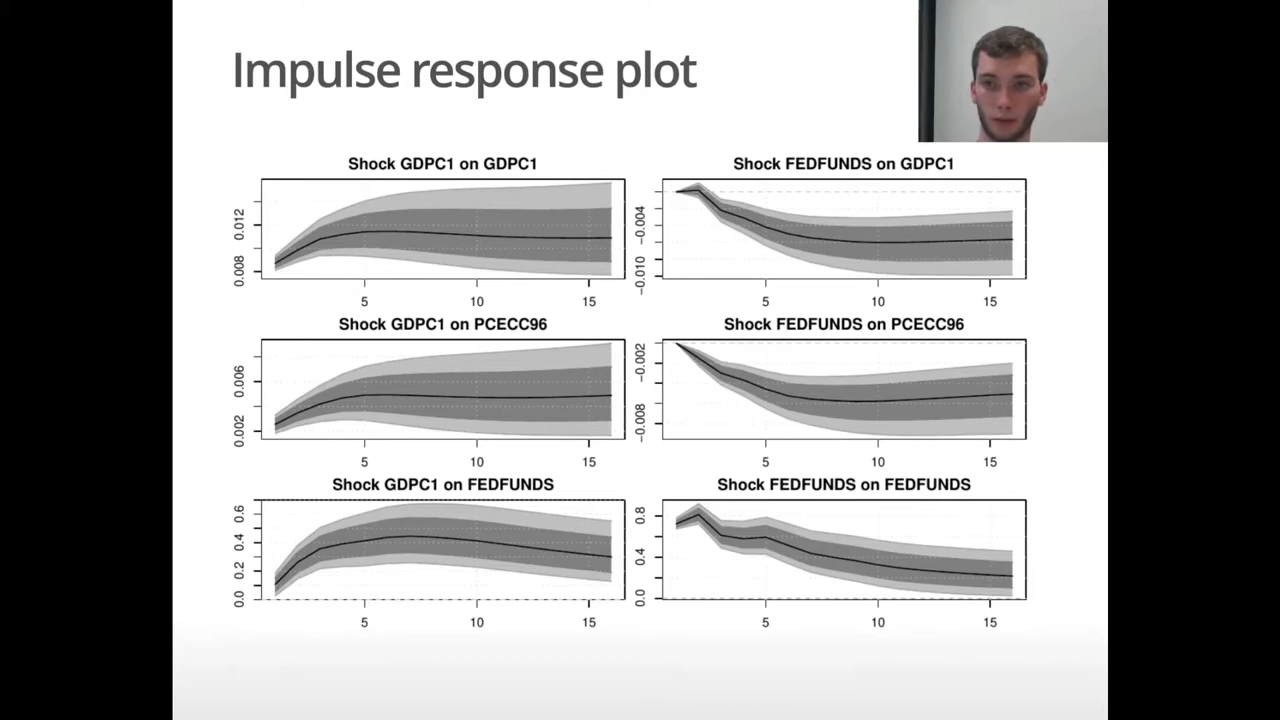 Impulse response plot
Shock GDPC1 on GDPC1
0.008 0.012
5 10 15
Shock FEDFUNDS on GDPC1
−0.010 −0.004
5 10 15
Shock GDPC1 on PCECC96
0.002 0.006
5 10 15
Shock FEDFUNDS on PCECC96
−0.008 −0.002
5 10 15
Shock GDPC1 on FEDFUNDS
0.0 0.2 0.4 0.6
5 10 15
Shock FEDFUNDS on FEDFUNDS
0.0 0.4 0.8
5 10 15